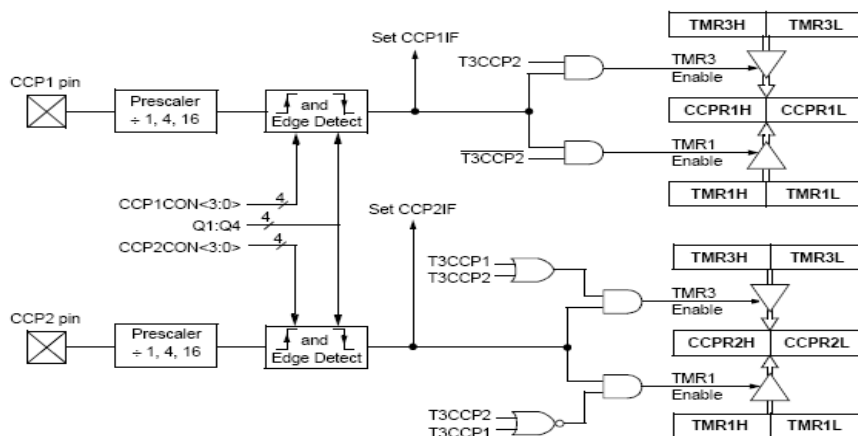 TMR3H TMR3L
Set CCP1IF
T3CCP2
TMR3
Enable
CCP1 pin
Prescaler
÷ 1, 4, 16
and
Edge Detect
CCPR1H CCPR1L
T3CCP2
TMR1
Enable
TMR1H TMR1L
CCP1CON<3:0> 4
Q1:Q4 4
CCP2CON<3:0> 4
Set CCP2IF
TMR3H TMR3L
T3CCP1
T3CCP2
TMR3
Enable
CCP2 pin
Prescaler
÷ 1, 4, 16
and
Edge Detect
CCPR2H CCPR2L
TMR1
Enable
T3CCP2
T3CCP1
TMR1H TMR1L